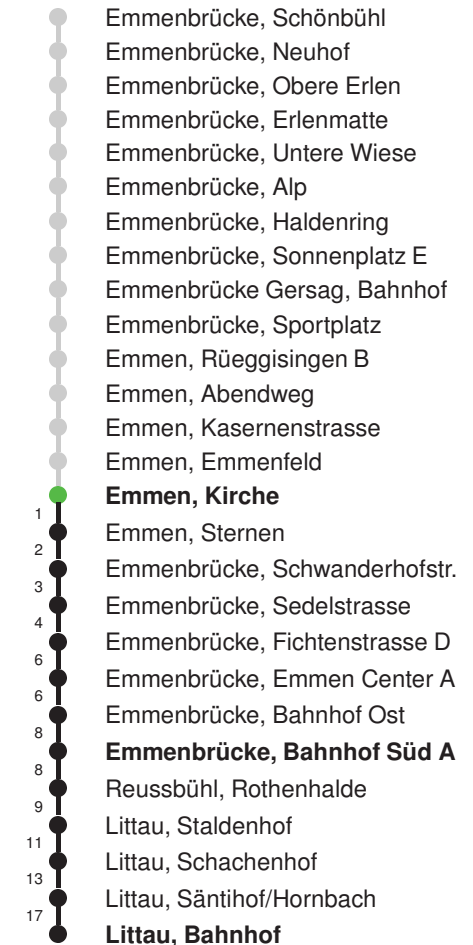 Emmenbrücke, Schönbühl
Emmenbrücke, Neuhof
Emmenbrücke, Obere Erlen
Emmenbrücke, Erlenmatte
Emmenbrücke, Untere Wiese
Emmenbrücke, Alp
Emmenbrücke, Haldenring
Emmenbrücke, Sonnenplatz E
Emmenbrücke Gersag, Bahnhof
Emmenbrücke, Sportplatz
Emmen, Rüeggisingen B
Emmen, Abendweg
Emmen, Kasernenstrasse
Emmen, Emmenfeld
Emmen, Kirche
1 Emmen, Sternen
2 Emmenbrücke, Schwanderhofstr.
3 Emmenbrücke, Sedelstrasse
4 Emmenbrücke, Fichtenstrasse D
6 Emmenbrücke, Emmen Center A
6 Emmenbrücke, Bahnhof Ost
8 Emmenbrücke, Bahnhof Süd A
8 Reussbühl, Rothenhalde
9 Littau, Staldenhof
11 Littau, Schachenhof
13 Littau, Säntihof/Hornbach
17 Littau, Bahnhof